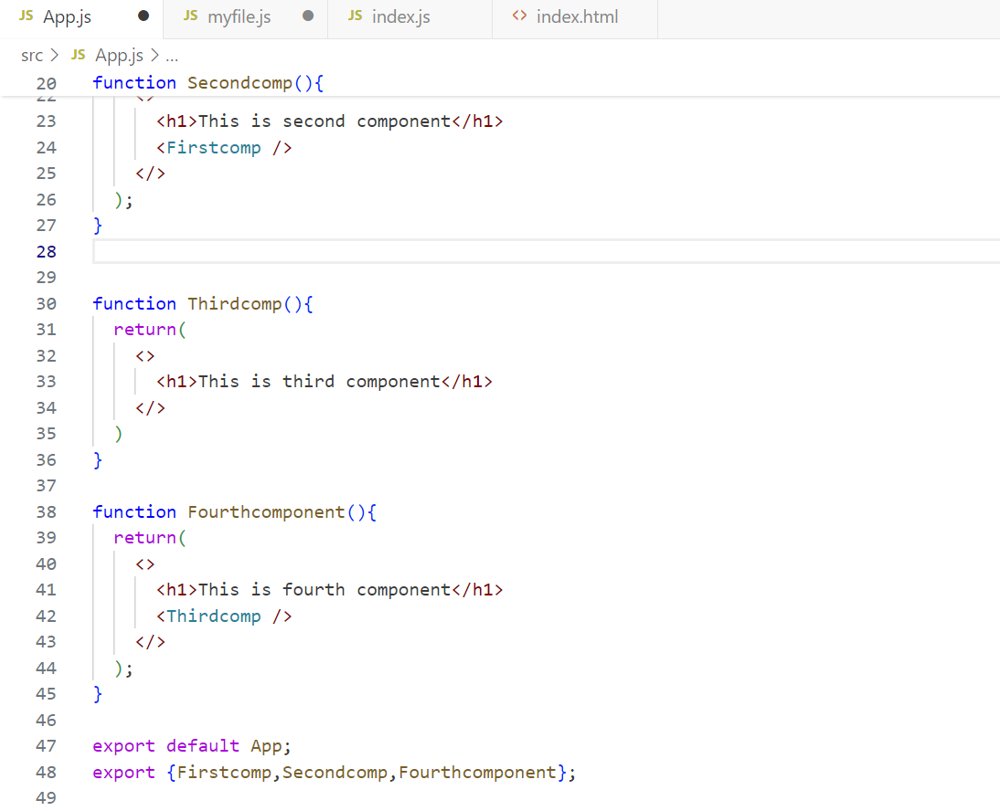 JS App.js JS myfile.js JS index.js <> index.html
src > JS App.js > ...
20 function Secondcomp(){
22 <>
23 <h1>This is second component</h1>
24 <Firstcomp />
25 </>
26 );
27 }
28
29
30 function Thirdcomp(){
31 return(
32 <>
33 <h1>This is third component</h1>
34 </>
35 )
36 }
37
38 function Fourthcomponent(){
39 return(
40 <>
41 <h1>This is fourth component</h1>
42 <Thirdcomp />
43 </>
44 );
45 }
46
47 export default App;
48 export {Firstcomp,Secondcomp,Fourthcomponent};
49